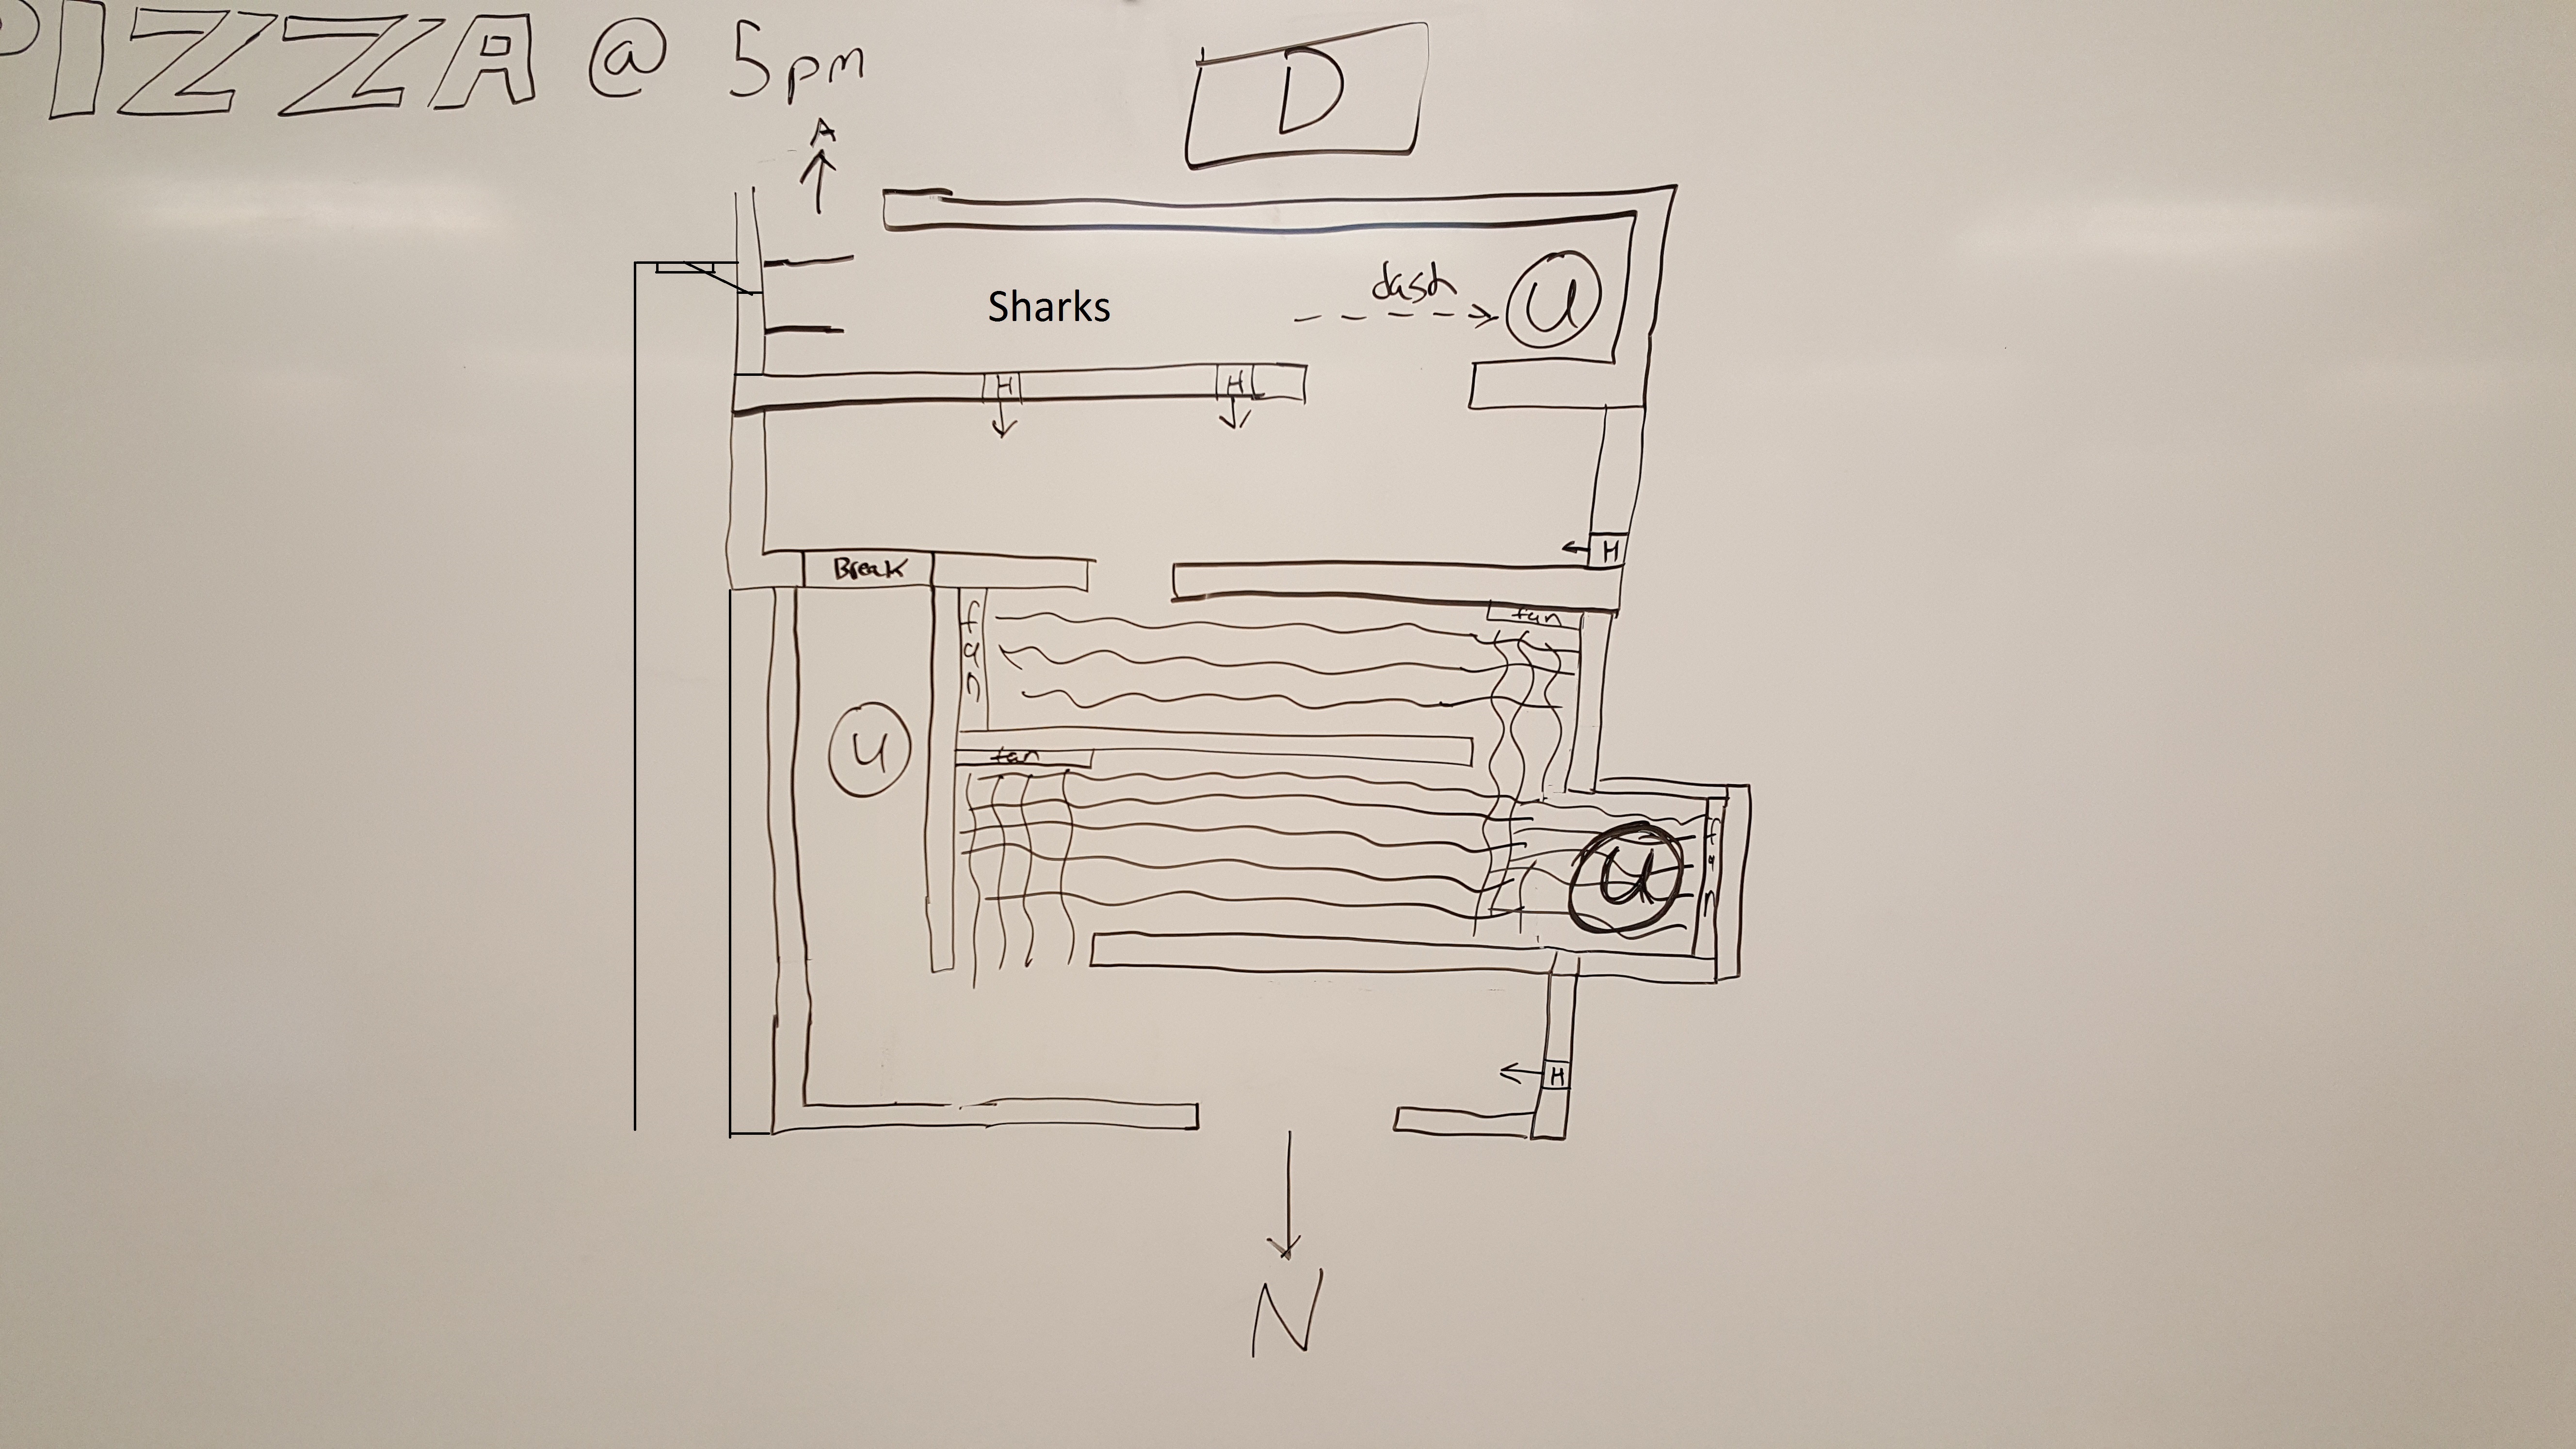 PIZZA @ 5pm
D
A
dash
U
Sharks
H H
H
Break
fan
fan
U
fan
fan
U
H
N